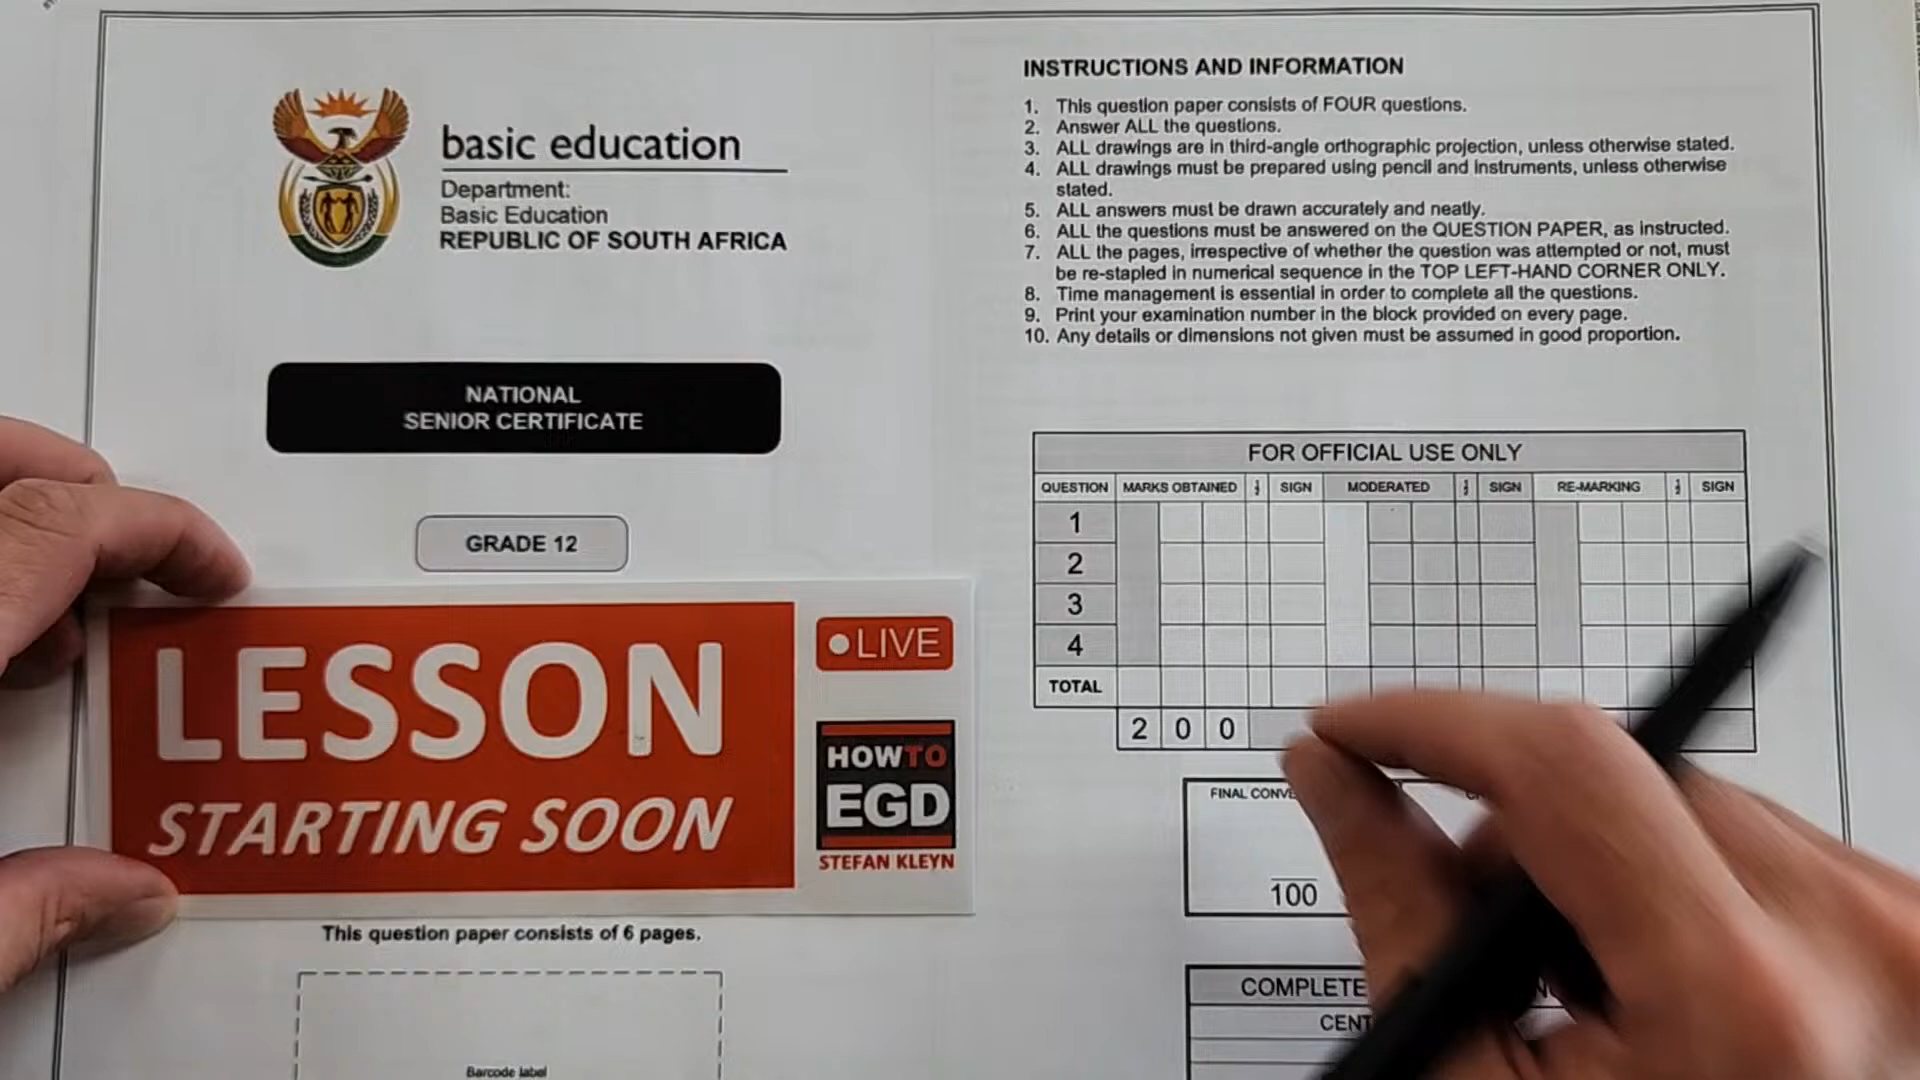 basic education
Department:
Basic Education
REPUBLIC OF SOUTH AFRICA
NATIONAL
SENIOR CERTIFICATE
GRADE 12
LESSON
STARTING SOON
LIVE
HOWTO
EGD
STEFAN KLEYN
This question paper consists of 6 pages.
Barcode label
INSTRUCTIONS AND INFORMATION
1. This question paper consists of FOUR questions.
2. Answer ALL the questions.
3. ALL drawings are in third-angle orthographic projection, unless otherwise stated.
4. ALL drawings must be prepared using pencil and instruments, unless otherwise
stated.
5. ALL answers must be drawn accurately and neatly.
6. ALL the questions must be answered on the QUESTION PAPER, as instructed.
7. ALL the pages, irrespective of whether the question was attempted or not, must
be re-stapled in numerical sequence in the TOP LEFT-HAND CORNER ONLY.
8. Time management is essential in order to complete all the questions.
9. Print your examination number in the block provided on every page.
10. Any details or dimensions not given must be assumed in good proportion.
FOR OFFICIAL USE ONLY
QUESTION MARKS OBTAINED ½ SIGN MODERATED ½ SIGN RE-MARKING ½ SIGN
1
2
3
4
TOTAL
2 0 0
FINAL
100
COMPLETE